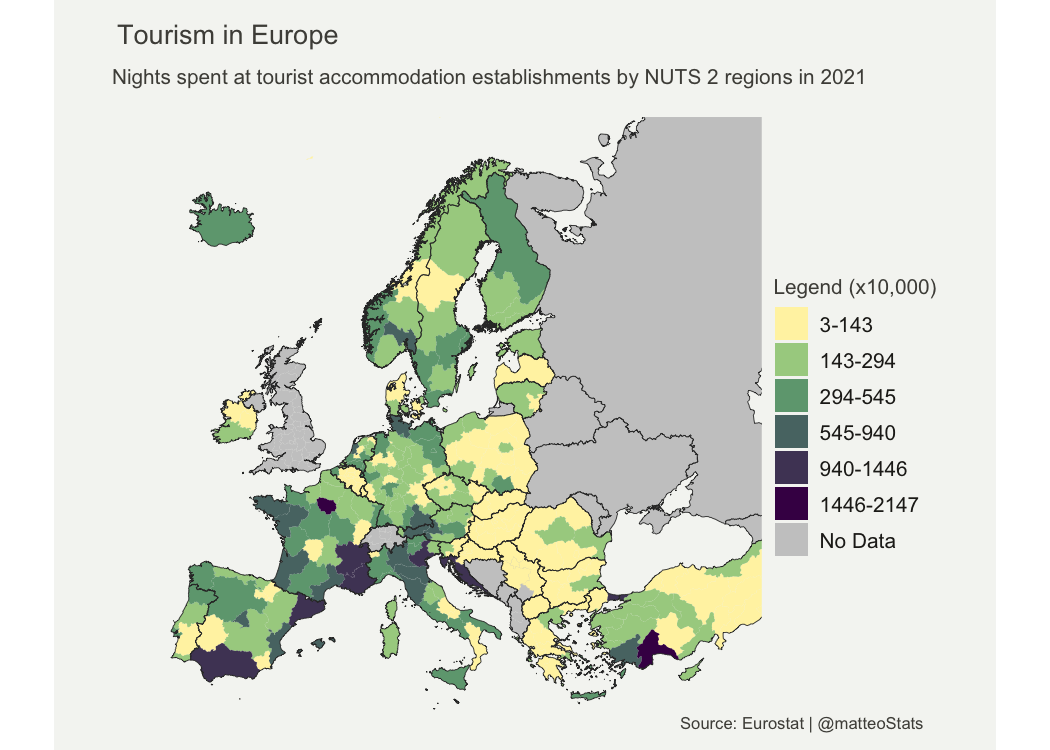 Tourism in Europe
Nights spent at tourist accommodation establishments by NUTS 2 regions in 2021
Legend (x10,000)
3-143
143-294
294-545
545-940
940-1446
1446-2147
No Data
Source: Eurostat | @matteoStats